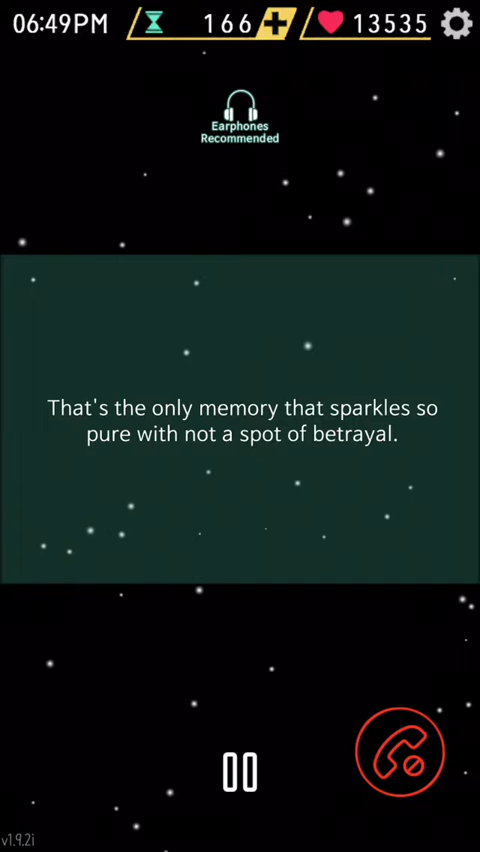 06:49PM 166 13535
Earphones
Recommended
That's the only memory that sparkles so
pure with not a spot of betrayal.
v1.9.2i